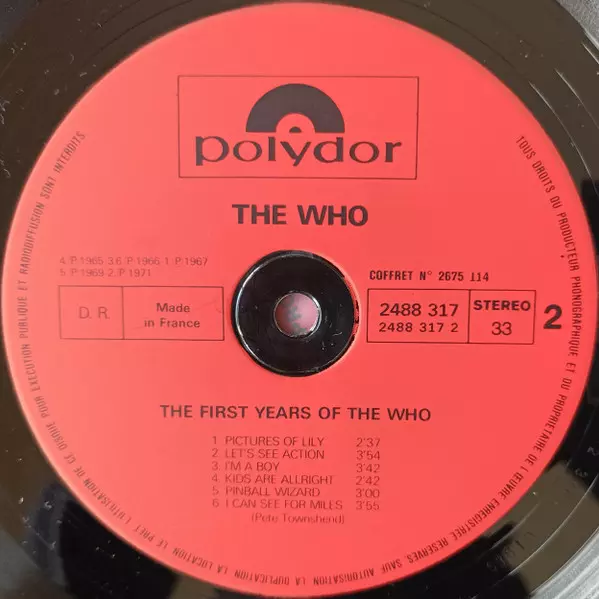 polydor
THE WHO
4.℗1965 3.6.℗1966 1.℗1967
5.℗1969 2.℗1971
COFFRET N° 2675 114
D. R.
Made
in France
2488 317
2488 317 2
STEREO
33
2
THE FIRST YEARS OF THE WHO
1 PICTURES OF LILY 2'37
2 LET'S SEE ACTION 3'54
3 I'M A BOY 3'42
4 KIDS ARE ALLRIGHT 2'42
5 PINBALL WIZARD 3'00
6 I CAN SEE FOR MILES 3'55
(Pete Townshend)
TOUS DROITS DU PRODUCTEUR PHONOGRAPHIQUE ET DU PROPRIETAIRE DE L'ŒUVRE ENREGISTREE RESERVES. SAUF AUTORISATION LA DUPLICATION, LA LOCATION, LE PRET, L'UTILISATION DE CE DISQUE POUR EXECUTION PUBLIQUE ET RADIODIFFUSION SONT INTERDITS